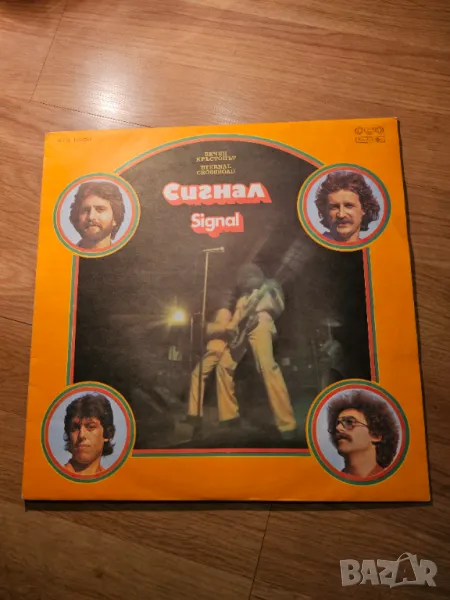 ВЕЧЕН
КРЪСТОПЪТ
ETERNAL
CROSSROAD
Сигнал
Signal
BAZAR